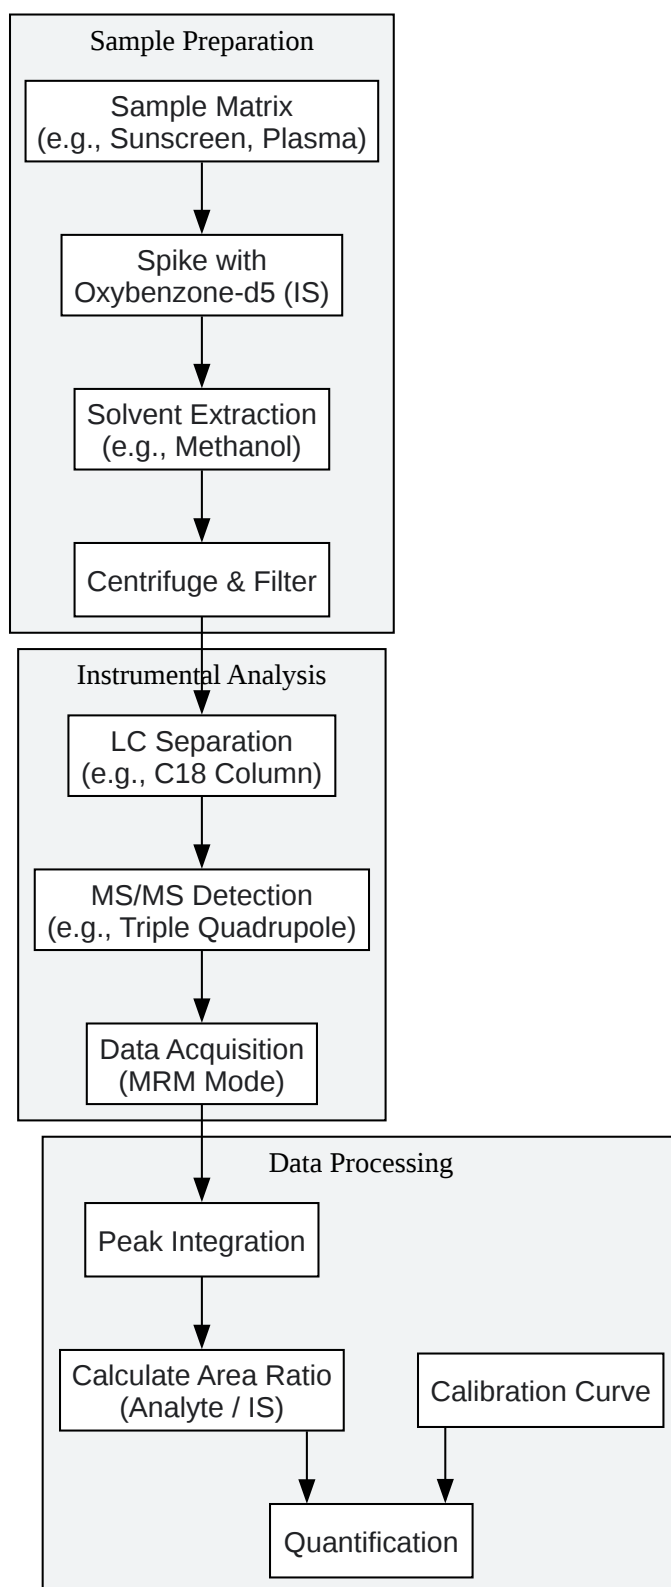 Sample Preparation
Sample Matrix
(e.g., Sunscreen, Plasma)
Spike with
Oxybenzone-d5 (IS)
Solvent Extraction
(e.g., Methanol)
Centrifuge & Filter
Instrumental Analysis
LC Separation
(e.g., C18 Column)
MS/MS Detection
(e.g., Triple Quadrupole)
Data Acquisition
(MRM Mode)
Data Processing
Peak Integration
Calculate Area Ratio
(Analyte / IS)
Calibration Curve
Quantification